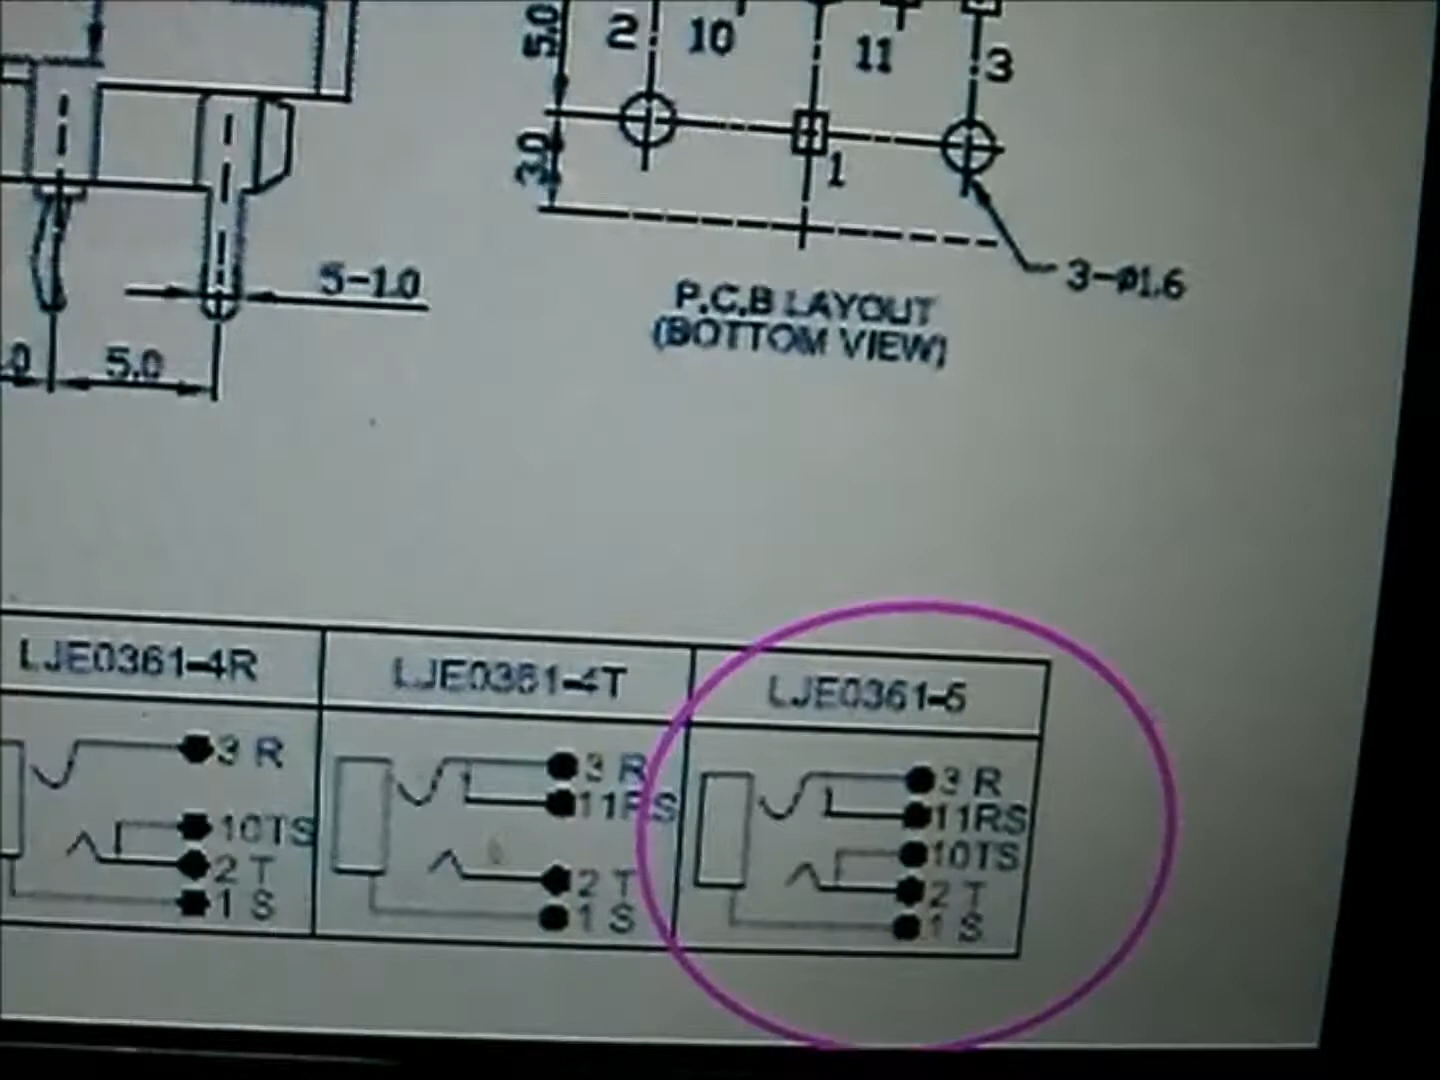 5.0
2
10
11
3
3.0
1
3-ø1.6
5-1.0
P.C.B LAYOUT
(BOTTOM VIEW)
.0
5.0
LJE0361-4R
LJE0361-4T
LJE0361-5
3 R
10TS
2 T
1 S
3 R
11RS
2 T
1 S
3 R
11RS
10TS
2 T
1 S